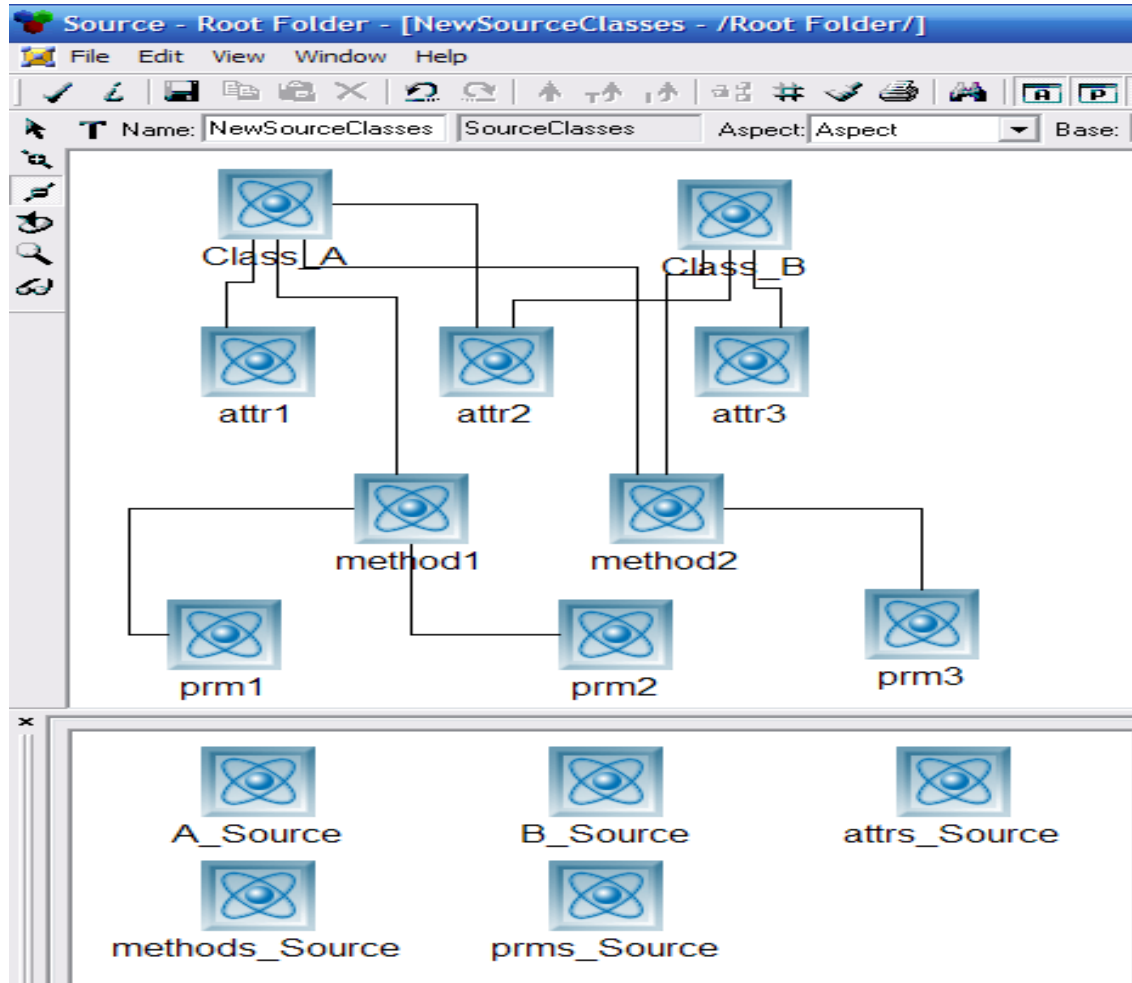 Source - Root Folder - [NewSourceClasses - /Root Folder/]
File Edit View Window Help
A P
T Name: NewSourceClasses SourceClasses Aspect: Aspect Base:
Class_A Class_B
attr1 attr2 attr3
method1 method2
prm1 prm2 prm3
A_Source B_Source attrs_Source
methods_Source prms_Source